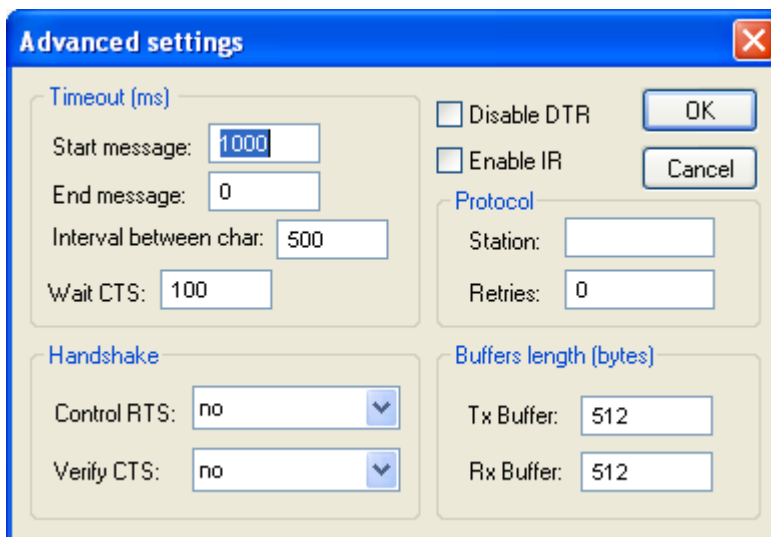 Advanced settings
Timeout (ms)
Start message: 1000
End message: 0
Interval between char: 500
Wait CTS: 100
Disable DTR
Enable IR
OK
Cancel
Protocol
Station:
Retries: 0
Handshake
Control RTS: no
Verify CTS: no
Buffers length (bytes)
Tx Buffer: 512
Rx Buffer: 512